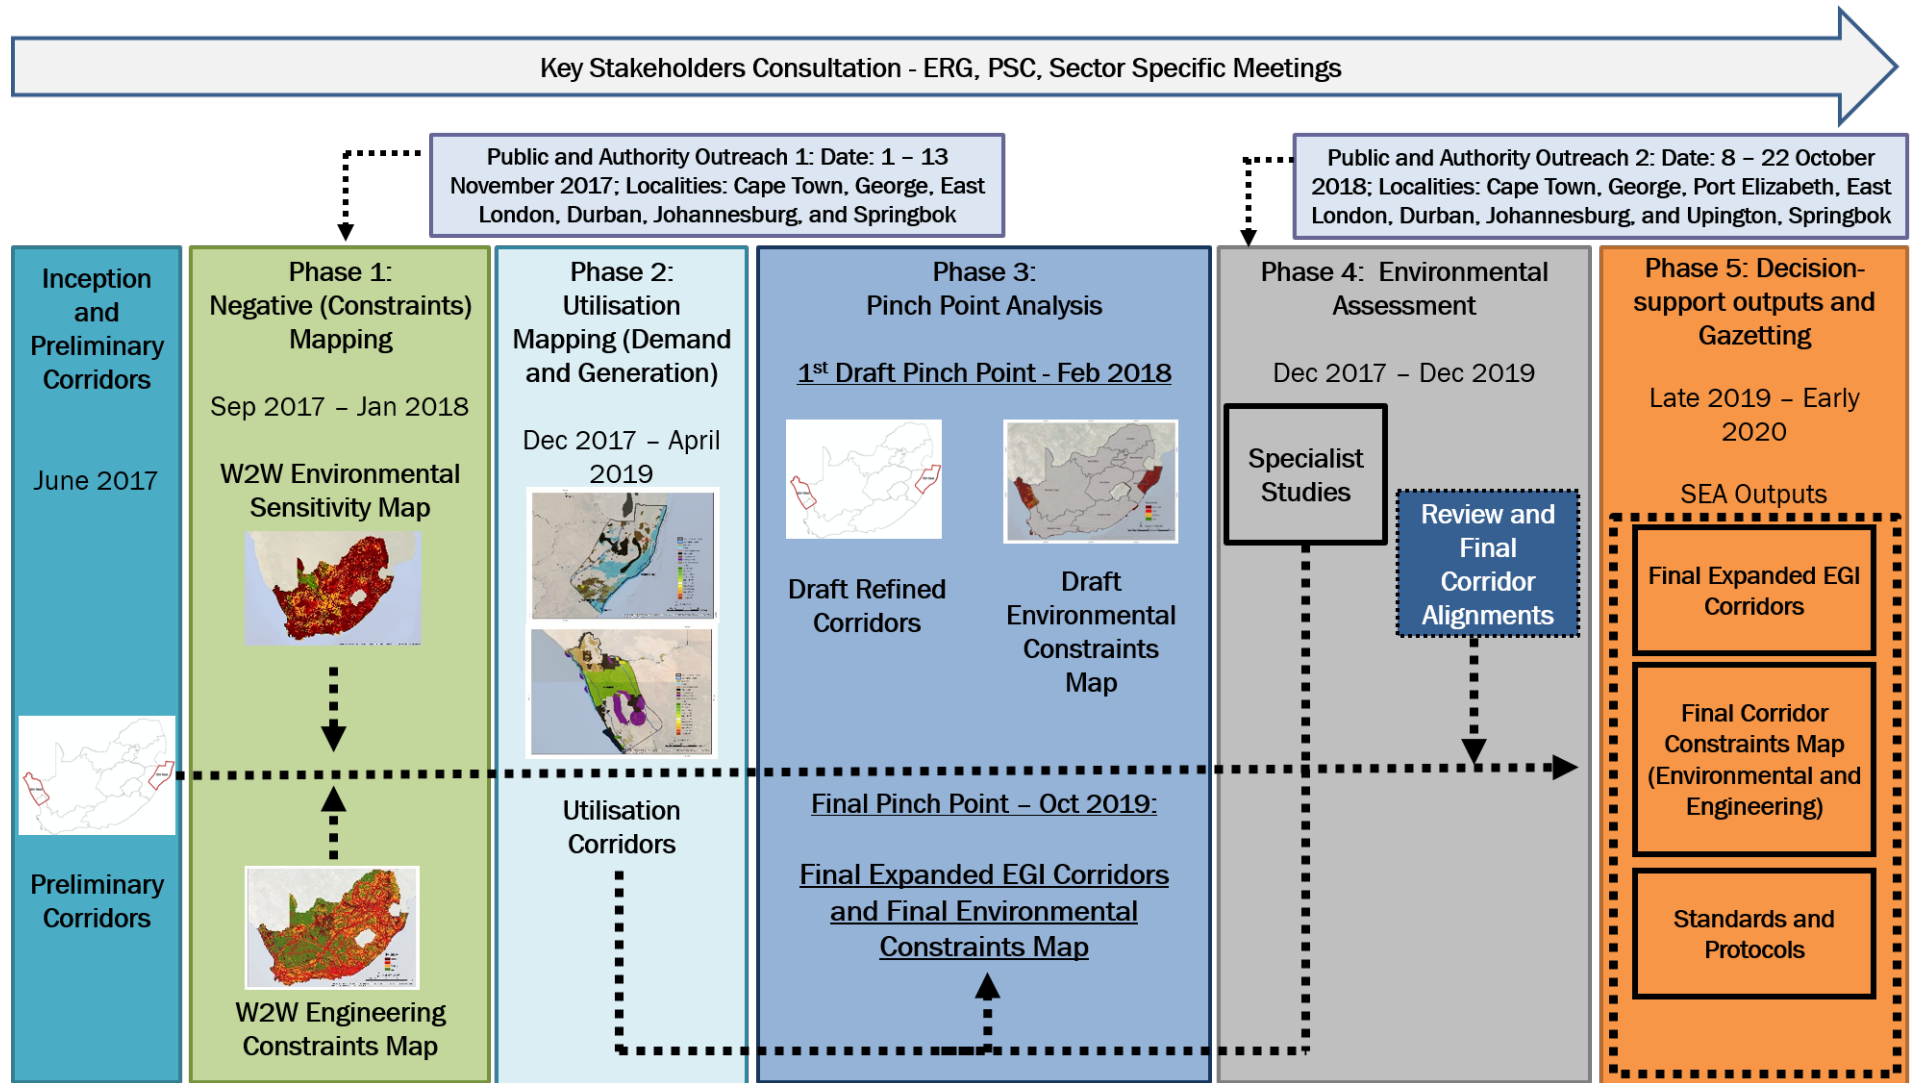 Key Stakeholders Consultation - ERG, PSC, Sector Specific Meetings
Public and Authority Outreach 1: Date: 1 – 13
November 2017; Localities: Cape Town, George, East
London, Durban, Johannesburg, and Springbok
Public and Authority Outreach 2: Date: 8 – 22 October
2018; Localities: Cape Town, George, Port Elizabeth, East
London, Durban, Johannesburg, and Upington, Springbok
Inception
and
Preliminary
Corridors
June 2017
Preliminary
Corridors
Phase 1:
Negative (Constraints)
Mapping
Sep 2017 – Jan 2018
W2W Environmental
Sensitivity Map
W2W Engineering
Constraints Map
Phase 2:
Utilisation
Mapping (Demand
and Generation)
Dec 2017 – April
2019
Utilisation
Corridors
Phase 3:
Pinch Point Analysis
1st Draft Pinch Point - Feb 2018
Draft Refined
Corridors
Draft
Environmental
Constraints
Map
Final Pinch Point – Oct 2019:
Final Expanded EGI Corridors
and Final Environmental
Constraints Map
Phase 4: Environmental
Assessment
Dec 2017 – Dec 2019
Specialist
Studies
Review and
Final
Corridor
Alignments
Phase 5: Decision-
support outputs and
Gazetting
Late 2019 – Early
2020
SEA Outputs
Final Expanded EGI
Corridors
Final Corridor
Constraints Map
(Environmental and
Engineering)
Standards and
Protocols